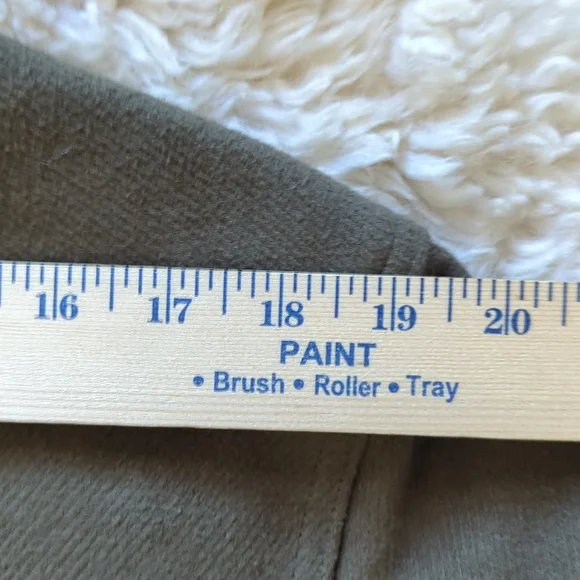 16 17 18 19 20
PAINT
• Brush • Roller • Tray